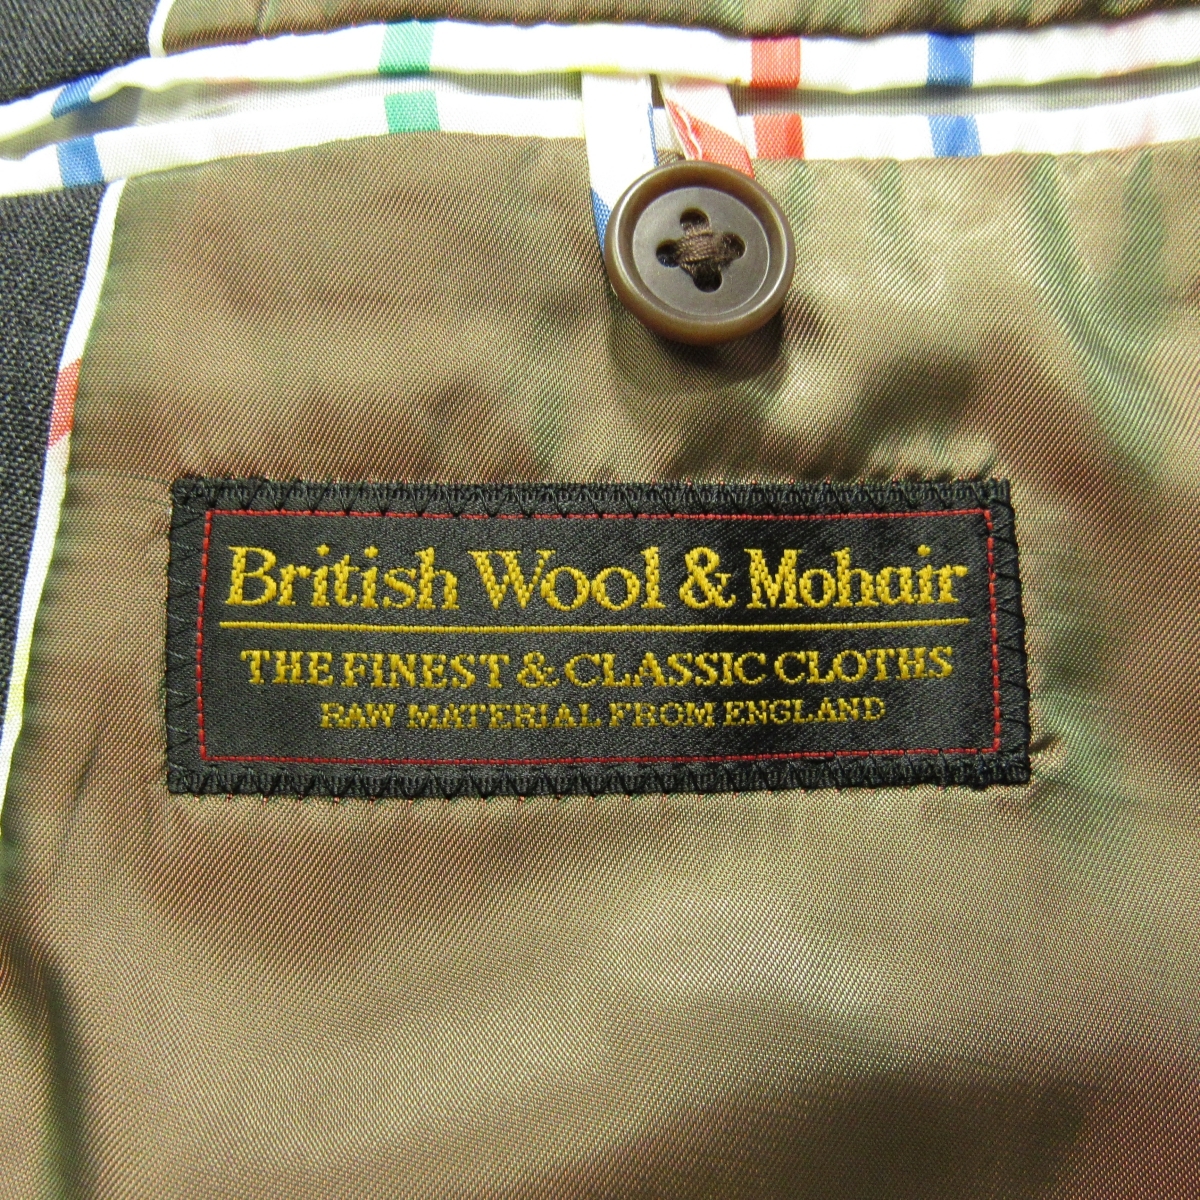 British Wool & Mohair
THE FINEST & CLASSIC CLOTHS
RAW MATERIAL FROM ENGLAND